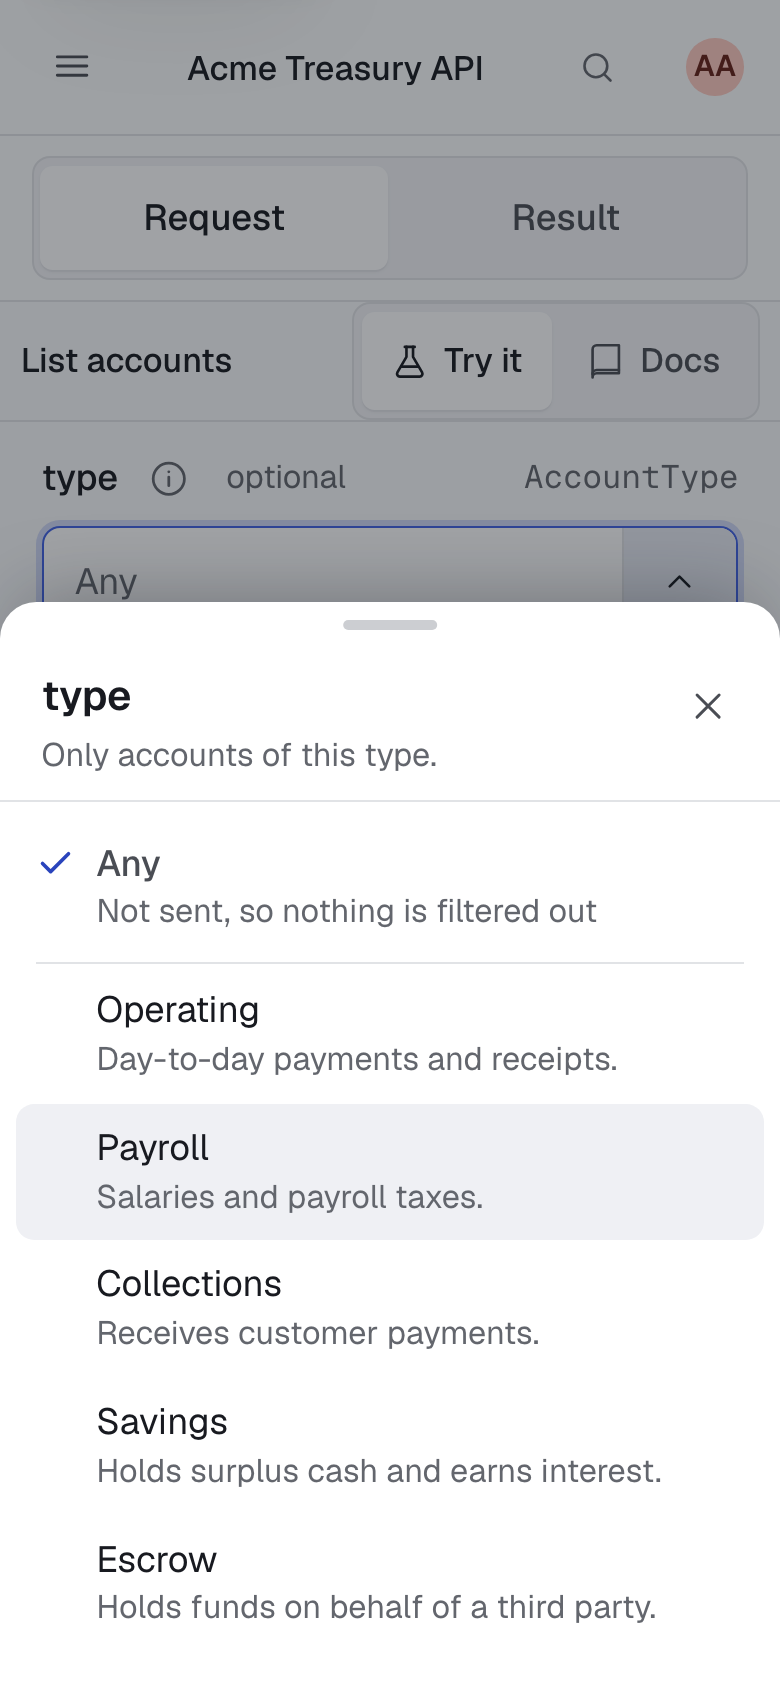 Acme Treasury API
AA
Request
Result
List accounts
Try it
Docs
type
optional
AccountType
Any
type
Only accounts of this type.
Any
Not sent, so nothing is filtered out
Operating
Day-to-day payments and receipts.
Payroll
Salaries and payroll taxes.
Collections
Receives customer payments.
Savings
Holds surplus cash and earns interest.
Escrow
Holds funds on behalf of a third party.